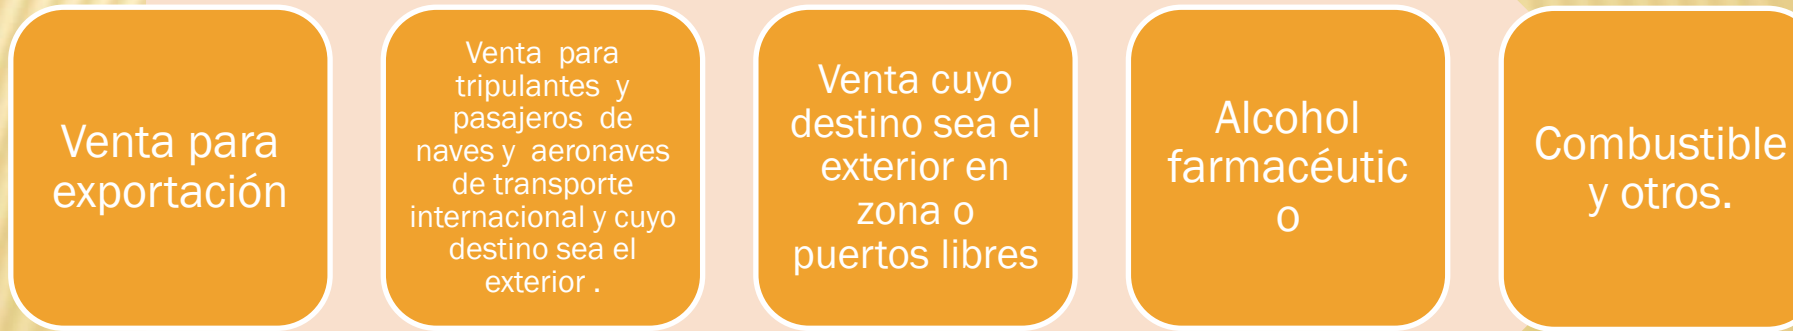 Venta para
exportación
Venta para
tripulantes y
pasajeros de
naves y aeronaves
de transporte
internacional y cuyo
destino sea el
exterior .
Venta cuyo
destino sea el
exterior en
zona o
puertos libres
Alcohol
farmacéutic
o
Combustible
y otros.